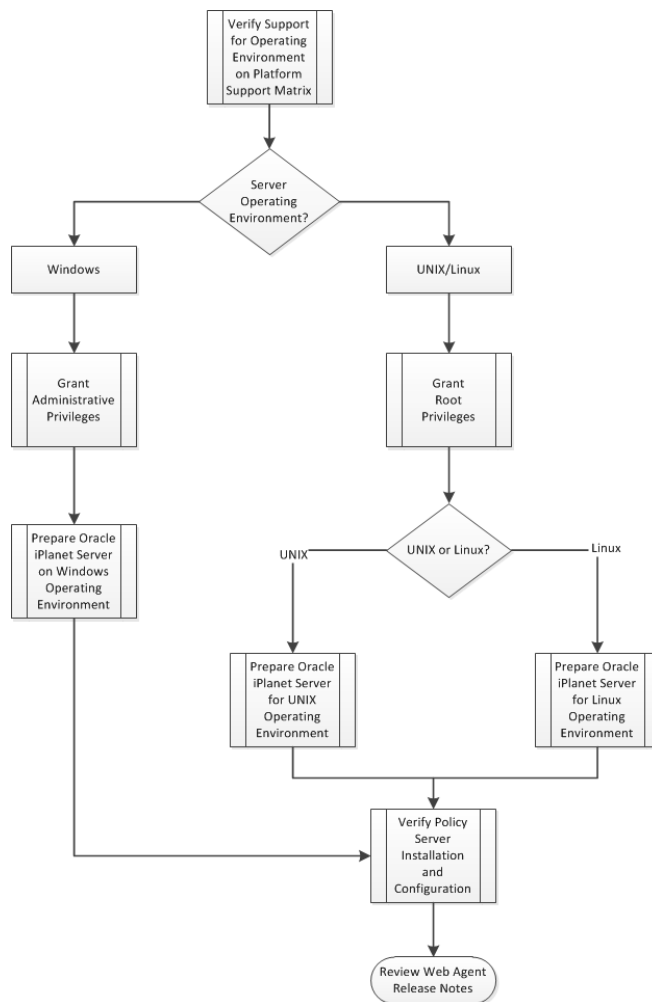 Verify Support
for Operating
Environment
on Platform
Support Matrix
Server
Operating
Environment?
Windows
UNIX/Linux
Grant
Administrative
Privileges
Grant
Root
Privileges
Prepare Oracle
iPlanet Server
on Windows
Operating
Environment
UNIX or Linux?
UNIX
Linux
Prepare Oracle
iPlanet Server
for UNIX
Operating
Environment
Prepare Oracle
iPlanet Server
for Linux
Operating
Environment
Verify Policy
Server
Installation
and
Configuration
Review Web Agent
Release Notes